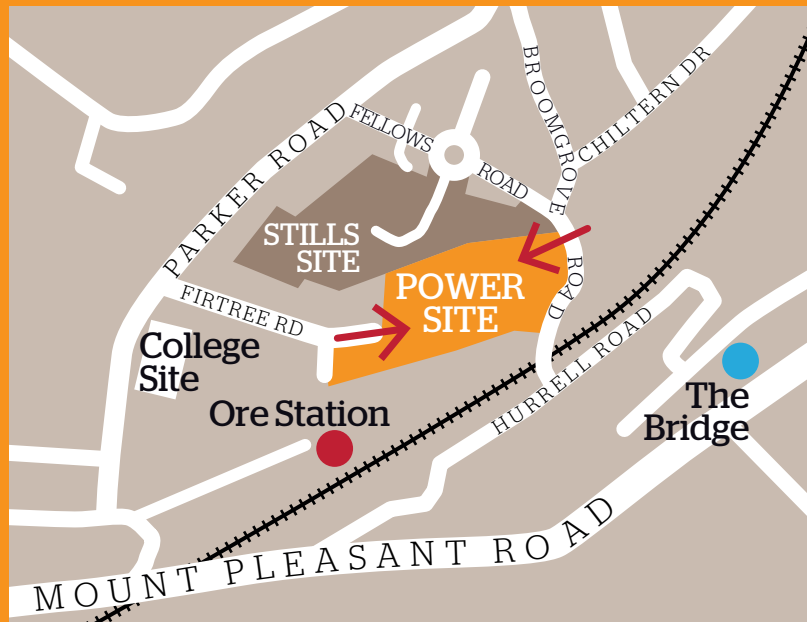 BROOMGROVE
CHILTERN DR
FELLOWS
ROAD
PARKER ROAD
STILLS
SITE
ROAD
POWER
SITE
FIRTREE RD
College
Site
HURRELL ROAD
Ore Station
The
Bridge
MOUNT PLEASANT ROAD